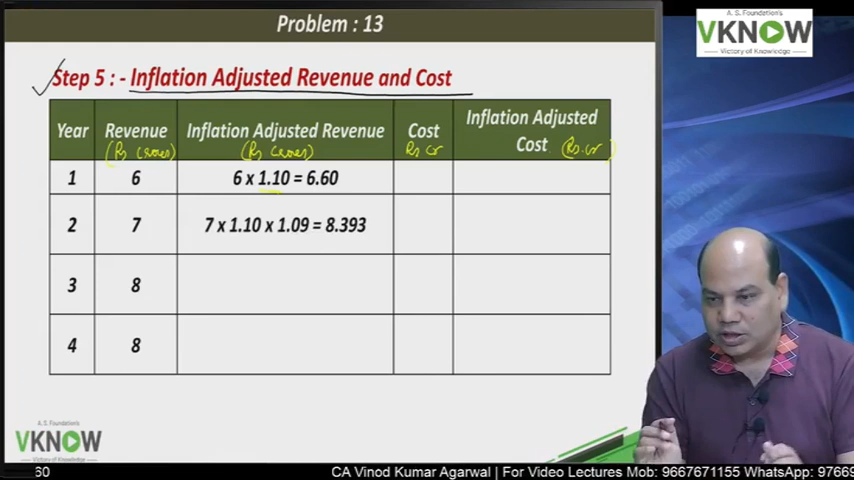 Problem : 13
A. S. Foundation's
VKNOW
Victory of Knowledge
Step 5 : - Inflation Adjusted Revenue and Cost
Year Revenue Inflation Adjusted Revenue Cost Inflation Adjusted Cost
(Rs Crores) (Rs Crores) Rs Cr (Rs. Cr)
1 6 6 x 1.10 = 6.60
2 7 7 x 1.10 x 1.09 = 8.393
3 8
4 8
A. S. Foundation's
VKNOW
Victory of Knowledge
60 CA Vinod Kumar Agarwal | For Video Lectures Mob: 9667671155 WhatsApp: 97669